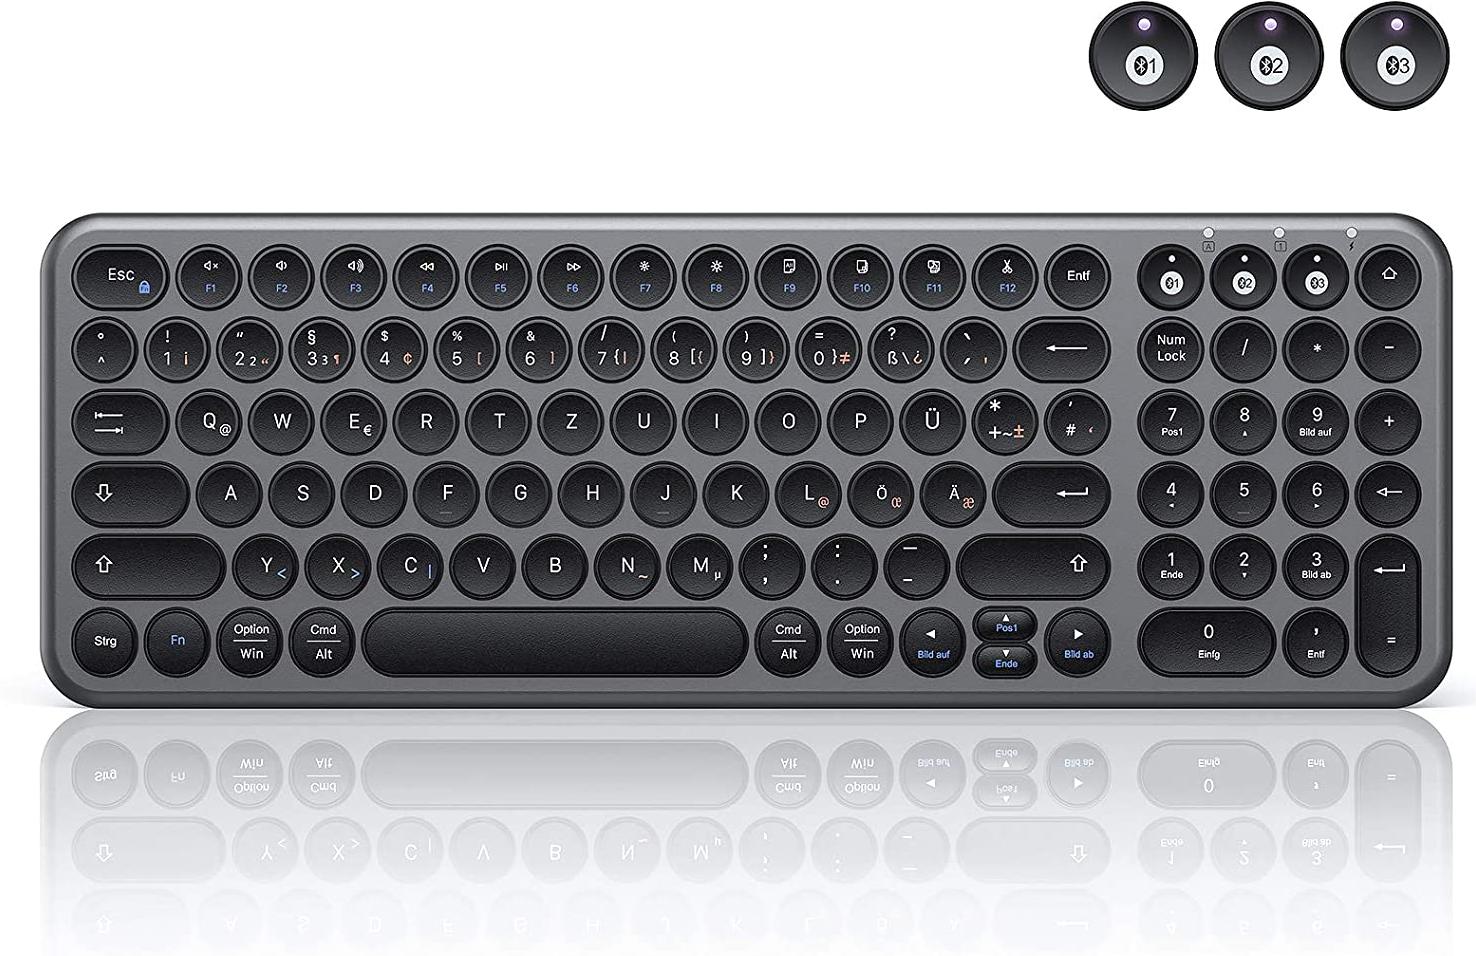 1 2 3
Esc Fn F1 F2 F3 F4 F5 F6 F7 F8 F9 F10 F11 F12 Entf 1 2 3
A 1
° ^ ! 1 ¡ " 2 2 “ § 3 3 ¶ $ 4 ¢ % 5 [ & 6 ] / 7 { | ( 8 [ { ) 9 ] } = 0 } ≠ ? ß \ ¿ ` ´ ' Num Lock / * -
Q @ W E € R T Z U I O P Ü * + ~ ± ' # ‘ 7 Pos1 8 9 Bild auf +
A S D F G H J K L @ Ö œ Ä æ 4 5 6
Y < X > C | V B N ~ M µ ; , : . — – 1 Ende 2 3 Bild ab
Strg Fn Option Win Cmd Alt Cmd Alt Option Win Bild auf Pos1 Ende Bild ab 0 Einfg , Entf =